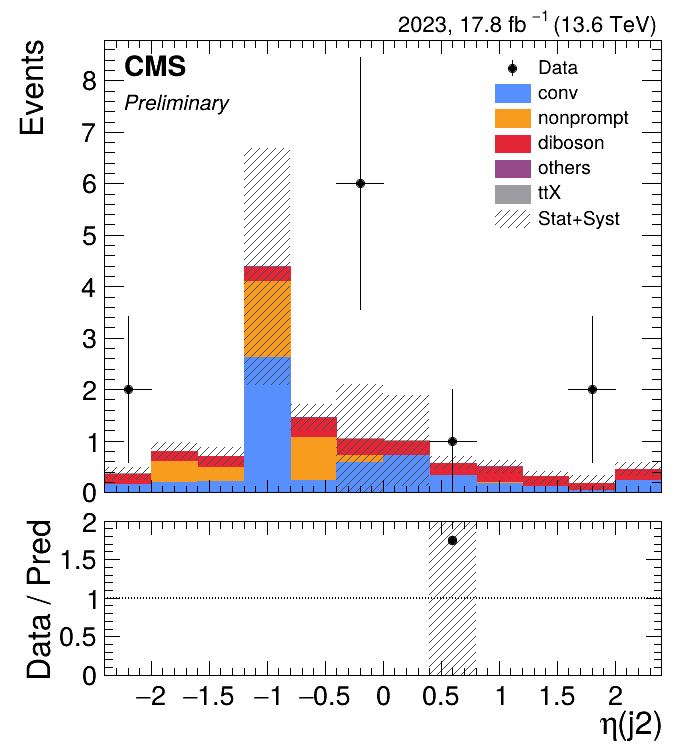 2023, 17.8 fb⁻¹ (13.6 TeV)
CMS
Preliminary
Events
Data
conv
nonprompt
diboson
others
ttX
Stat+Syst
8
7
6
5
4
3
2
1
0
Data / Pred
2
1.5
1
0.5
0
−2 −1.5 −1 −0.5 0 0.5 1 1.5 2
η(j2)